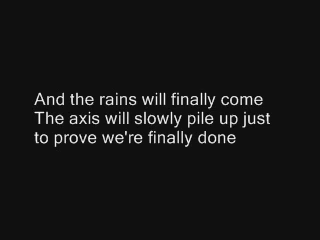 And the rains will finally come
The axis will slowly pile up just
to prove we're finally done